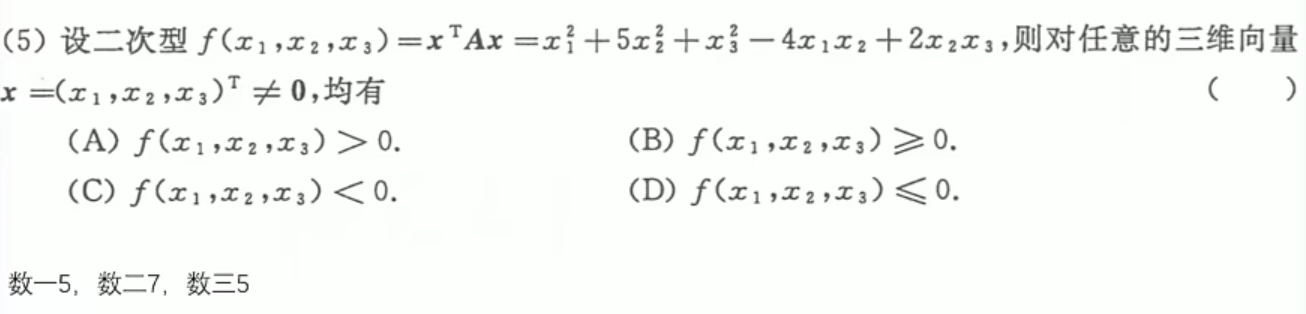 (5) 设二次型 f(x₁,x₂,x₃)=xᵀAx=x₁²+5x₂²+x₃²-4x₁x₂+2x₂x₃,则对任意的三维向量
x=(x₁,x₂,x₃)ᵀ≠0,均有 ( )
(A) f(x₁,x₂,x₃)>0. (B) f(x₁,x₂,x₃)≥0.
(C) f(x₁,x₂,x₃)<0. (D) f(x₁,x₂,x₃)≤0.
数一5，数二7，数三5